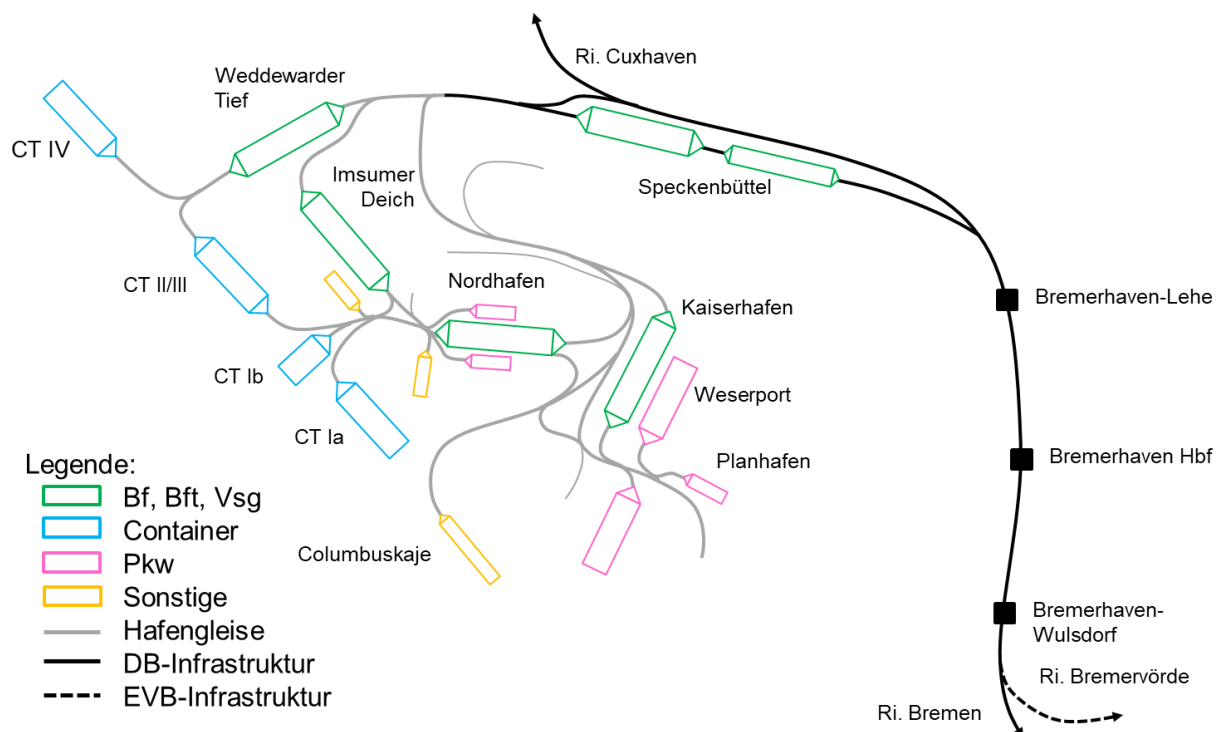 Ri. Cuxhaven
Weddewarder
Tief
CT IV
Imsumer
Deich
Speckenbüttel
CT II/III
Nordhafen
Kaiserhafen
Bremerhaven-Lehe
CT Ib
Weserport
CT Ia
Planhafen
Bremerhaven Hbf
Columbuskaje
Bremerhaven-
Wulsdorf
Ri. Bremervörde
Ri. Bremen
Legende:
Bf, Bft, Vsg
Container
Pkw
Sonstige
Hafengleise
DB-Infrastruktur
EVB-Infrastruktur